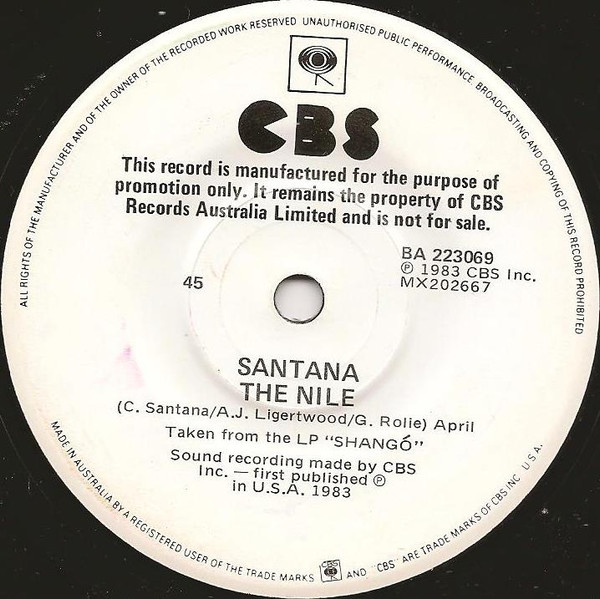 ALL RIGHTS OF THE MANUFACTURER AND OF THE OWNER OF THE RECORDED WORK RESERVED UNAUTHORISED PUBLIC PERFORMANCE BROADCASTING AND COPYING OF THIS RECORD PROHIBITED
CBS
This record is manufactured for the purpose of
promotion only. It remains the property of CBS
Records Australia Limited and is not for sale.
BA 223069
45
℗ 1983 CBS Inc.
MX202667
SANTANA
THE NILE
(C. Santana/A.J. Ligertwood/G. Rolie) April
Taken from the LP "SHANGÓ"
Sound recording made by CBS
Inc. — first published ℗
in U.S.A. 1983
MADE IN AUSTRALIA BY A REGISTERED USER OF THE TRADE MARKS CBS AND "CBS" ARE TRADE MARKS OF CBS INC U S A.